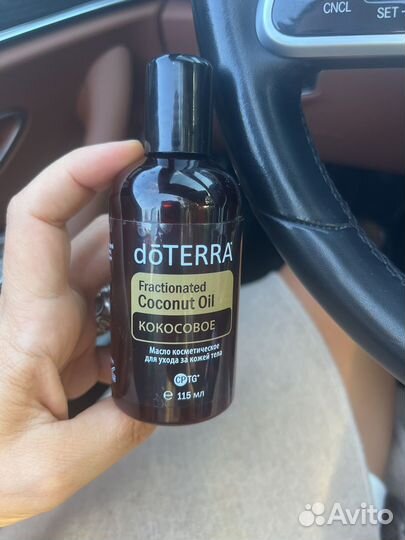 CNCL
SET -
dōTERRA
Fractionated
Coconut Oil
КОКОСОВОЕ
Масло косметическое
для ухода за кожей тела
CPTG®
℮ 115 мл
Avito